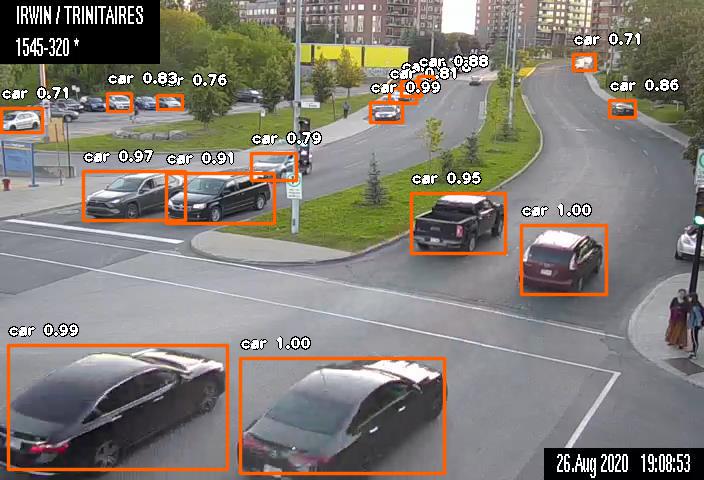 IRWIN / TRINITAIRES
1545-320 *
car 0.71
car 0.88
car 0.71
car 0.83
0.76
0.81
car 0.99
car 0.86
car 0.79
car 0.97
car 0.91
car 0.95
car 1.00
car 0.99
car 1.00
26.Aug 2020 19:08:53